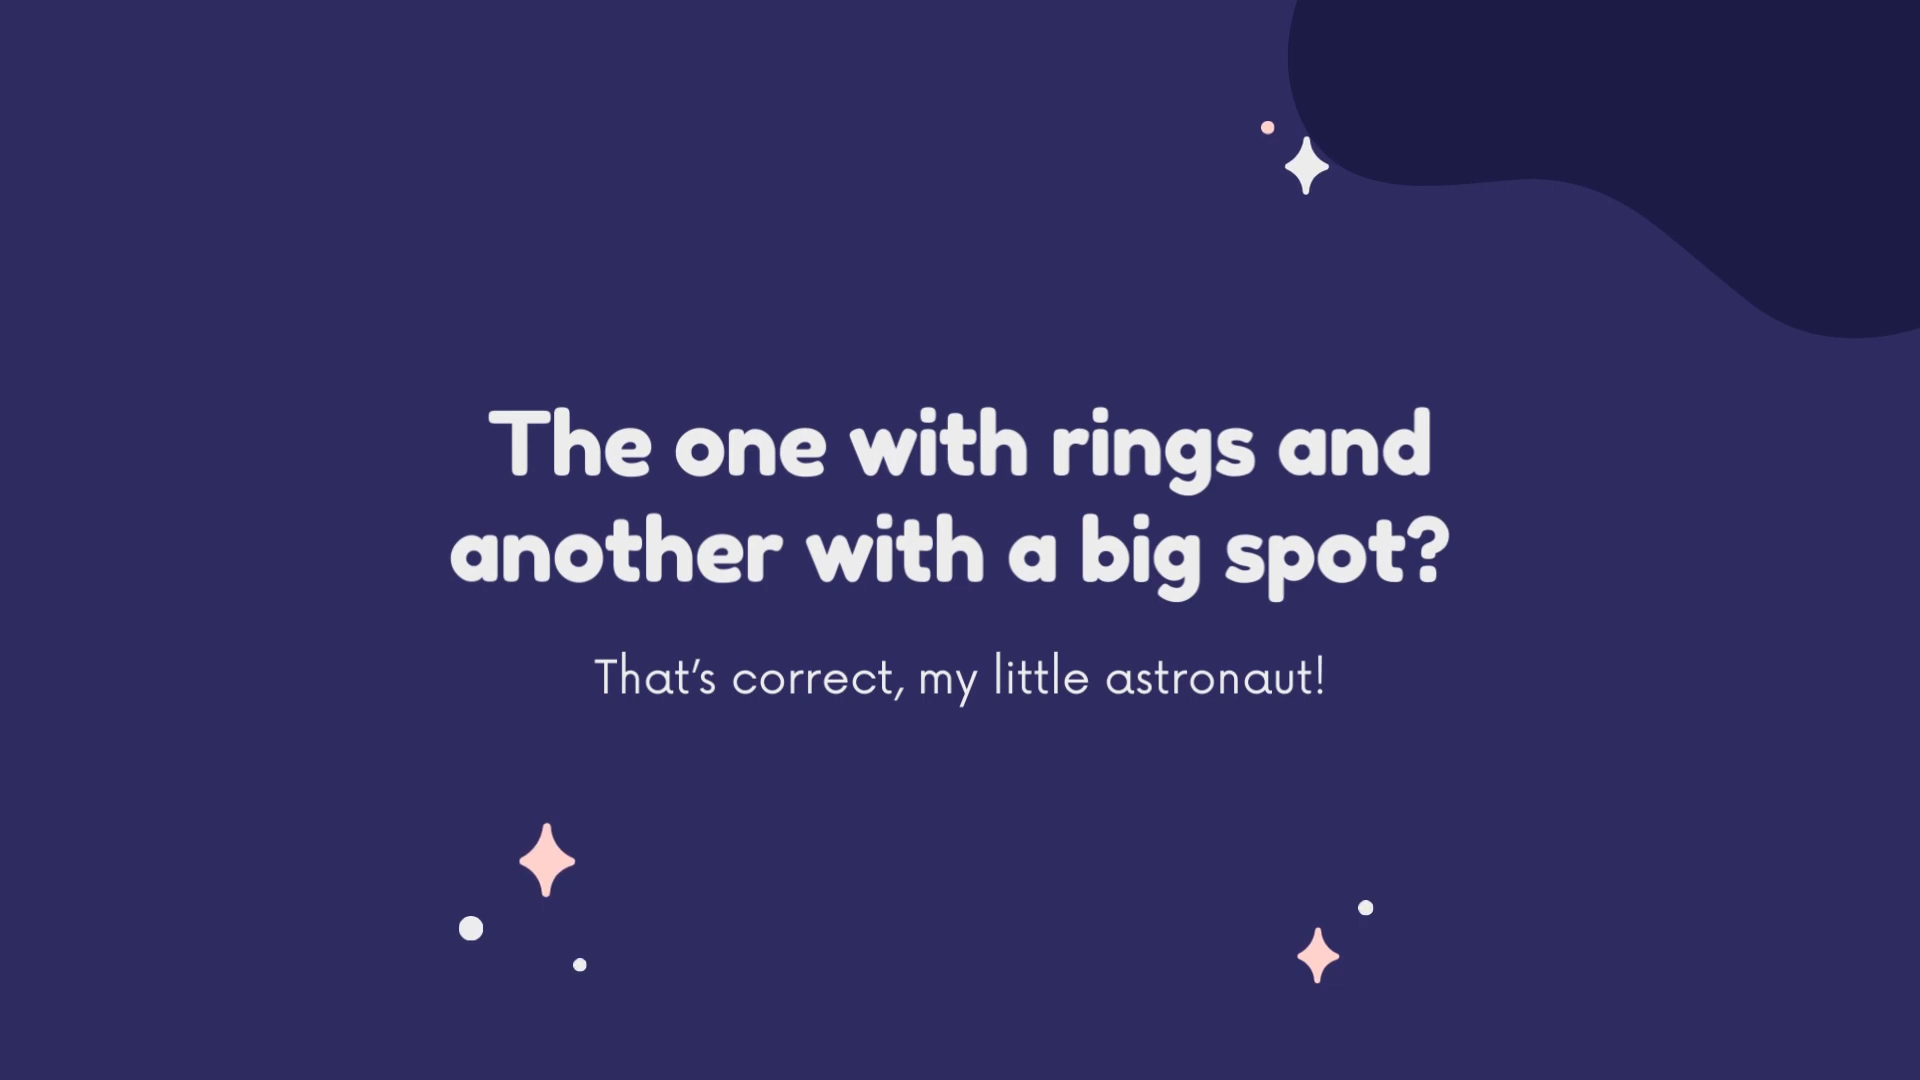 The one with rings and
another with a big spot?
That's correct, my little astronaut!